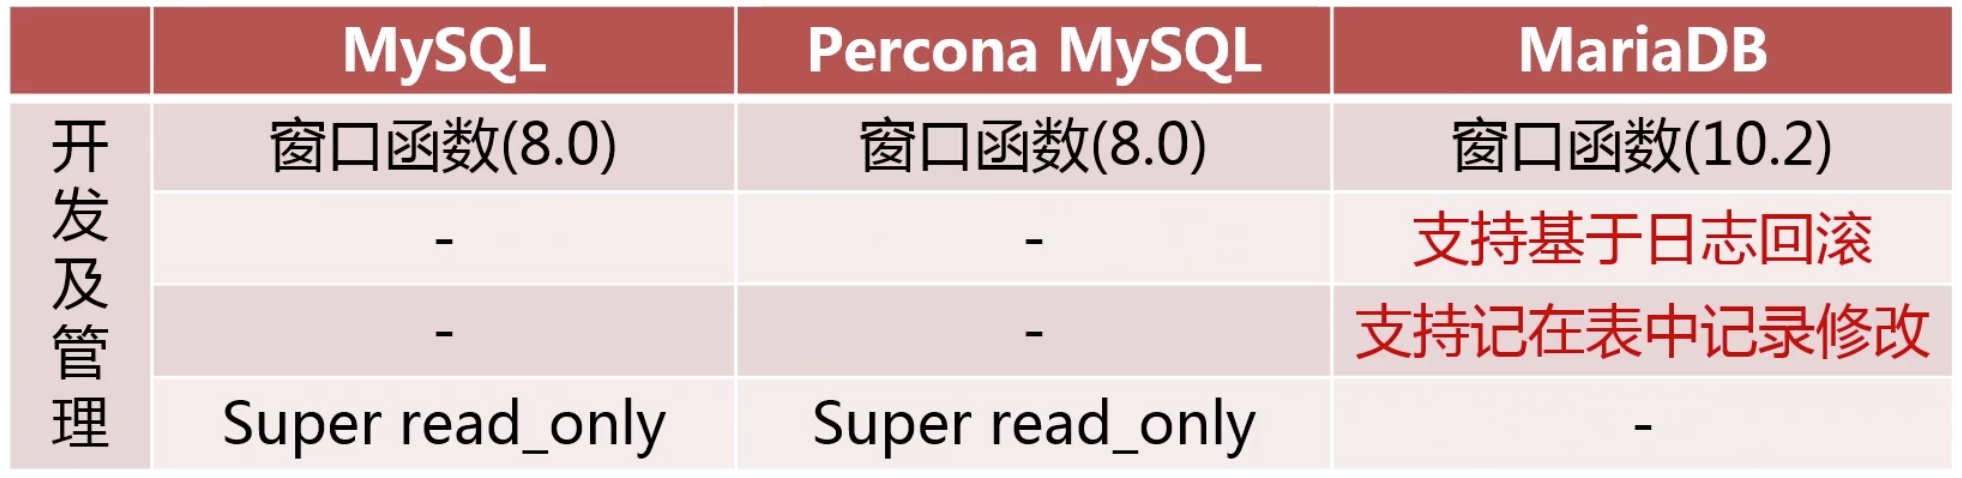 MySQL Percona MySQL MariaDB
开发及管理
窗口函数(8.0) 窗口函数(8.0) 窗口函数(10.2)
- - 支持基于日志回滚
- - 支持记在表中记录修改
Super read_only Super read_only -